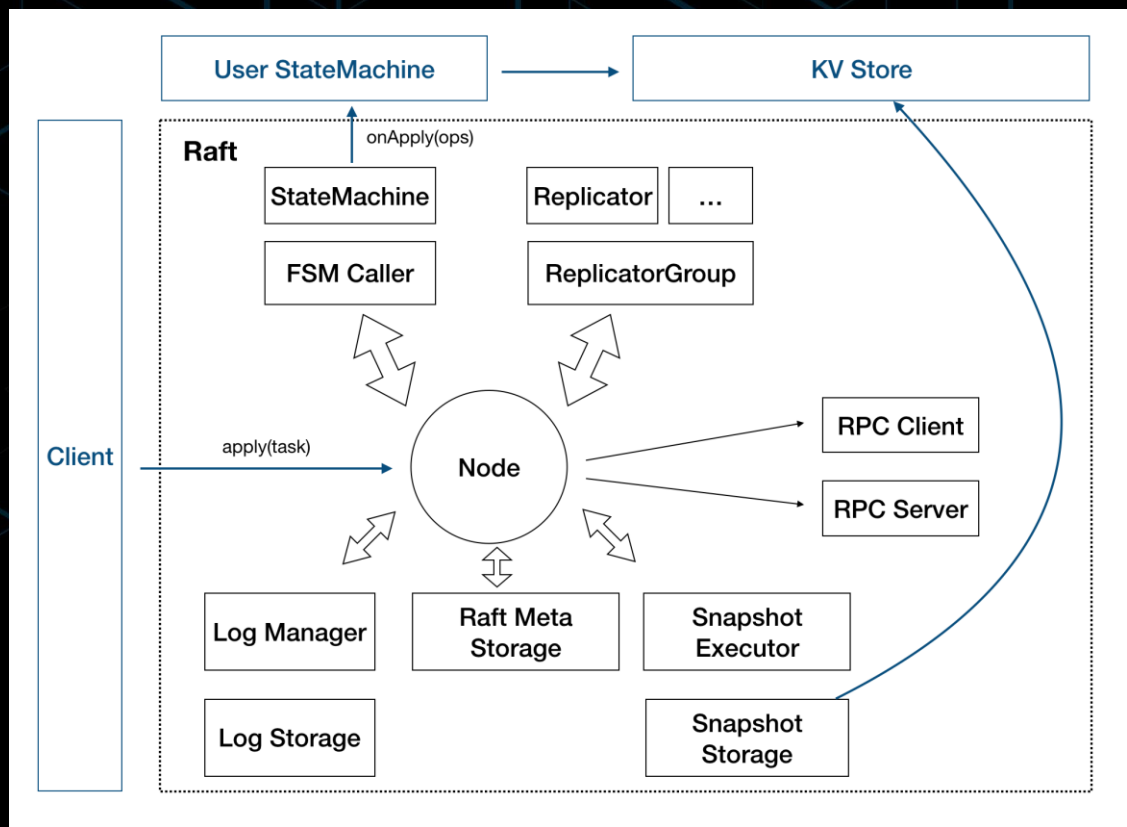 User StateMachine
KV Store
onApply(ops)
Raft
StateMachine
Replicator
...
FSM Caller
ReplicatorGroup
Client
apply(task)
Node
RPC Client
RPC Server
Log Manager
Raft Meta
Storage
Snapshot
Executor
Log Storage
Snapshot
Storage